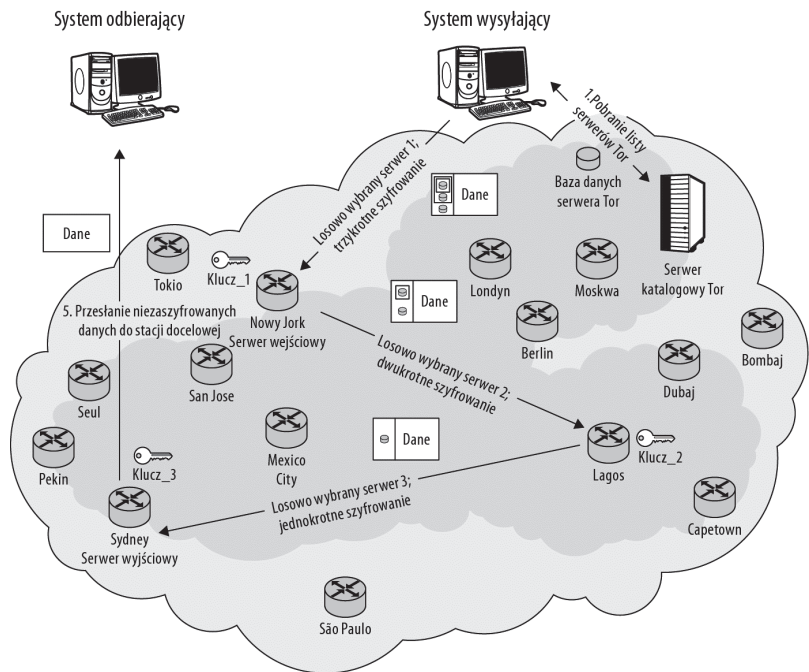 System odbierający
System wysyłający
1.Pobranie listy
serwerów Tor
Losowo wybrany serwer 1;
trzykrotne szyfrowanie
Baza danych
serwera Tor
Dane
Dane
Tokio
Klucz_1
Londyn
Moskwa
Serwer
katalogowy Tor
5. Przesłanie niezaszyfrowanych
danych do stacji docelowej
Nowy Jork
Serwer wejściowy
Dane
Berlin
Bombaj
Losowo wybrany serwer 2;
dwukrotne szyfrowanie
San Jose
Dubaj
Seul
Mexico
City
Dane
Klucz_2
Lagos
Pekin
Klucz_3
Losowo wybrany serwer 3;
jednokrotne szyfrowanie
Capetown
Sydney
Serwer wyjściowy
São Paulo